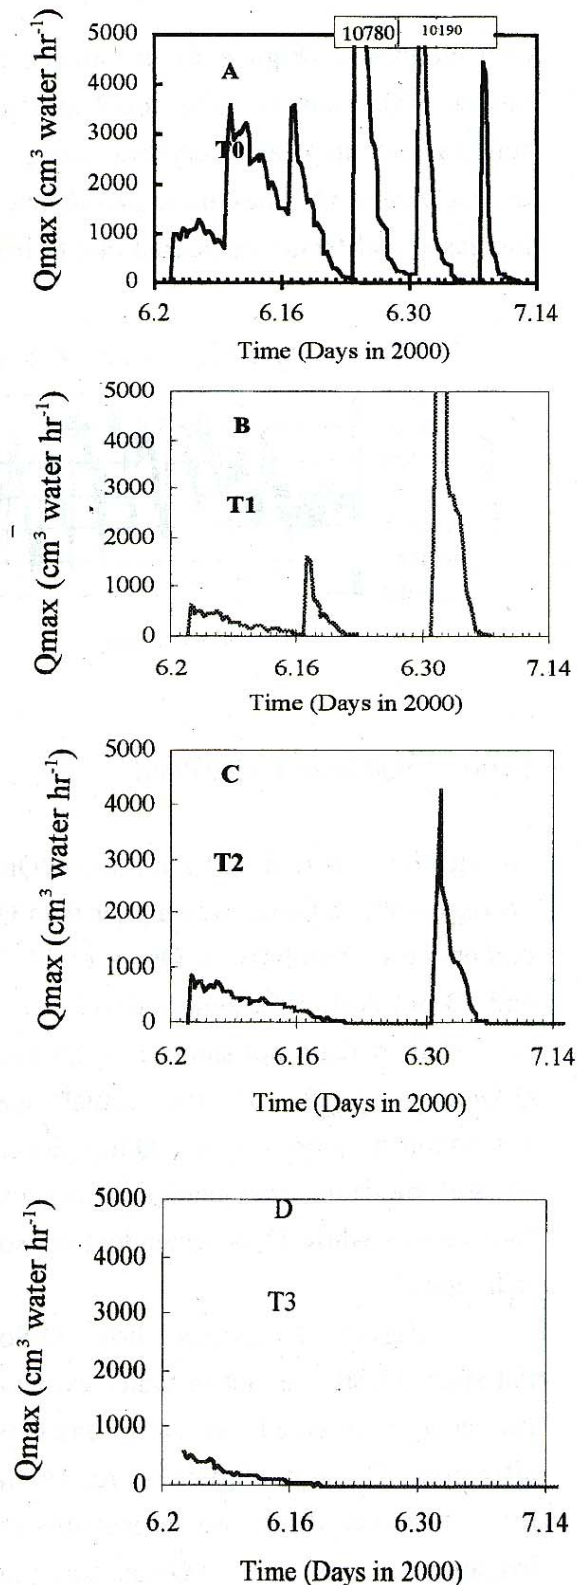 10780 10190
5000
4000
3000
2000
1000
0
Qmax (cm³ water hr⁻¹)
A
T0
6.2 6.16 6.30 7.14
Time (Days in 2000)
5000
4000
3000
2000
1000
0
Qmax (cm³ water hr⁻¹)
B
T1
6.2 6.16 6.30 7.14
Time (Days in 2000)
5000
4000
3000
2000
1000
0
Qmax (cm³ water hr⁻¹)
C
T2
6.2 6.16 6.30 7.14
Time (Days in 2000)
5000
4000
3000
2000
1000
0
Qmax (cm³ water hr⁻¹)
D
T3
6.2 6.16 6.30 7.14
Time (Days in 2000)